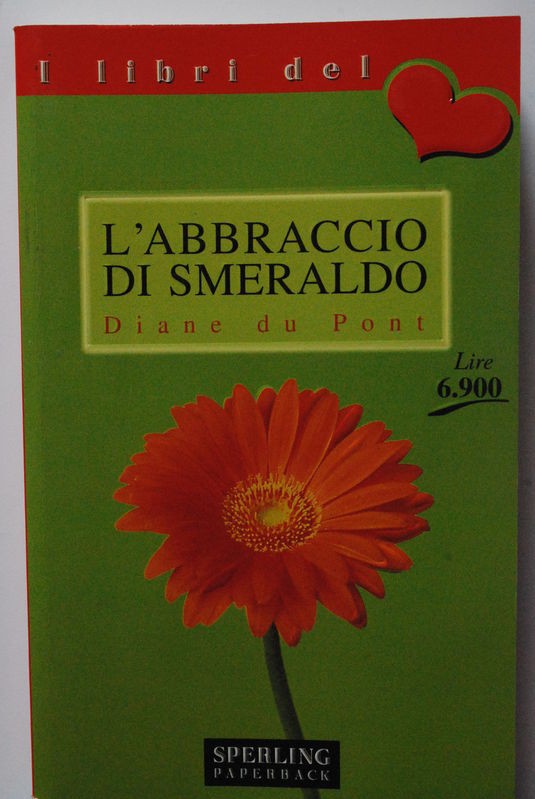 I libri del
L'ABBRACCIO
DI SMERALDO
Diane du Pont
Lire
6.900
SPERLING
PAPERBACK